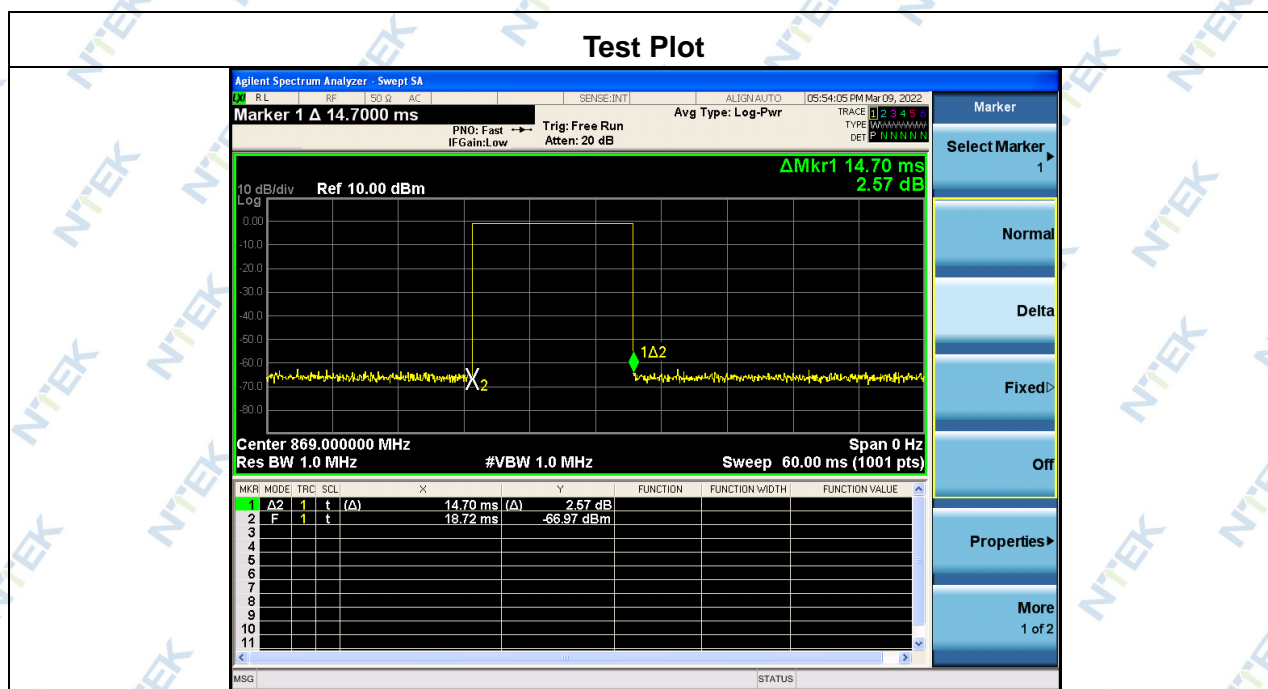 Test Plot
Agilent Spectrum Analyzer - Swept SA
LXI RL RF 50 Ω AC SENSE:INT ALIGN AUTO 05:54:05 PM Mar 09, 2022
Marker 1 Δ 14.7000 ms
PNO: Fast
IFGain:Low
Trig: Free Run
Atten: 20 dB
Avg Type: Log-Pwr
TRACE 1 2 3 4 5 6
TYPE
DET P N N N N N
ΔMkr1 14.70 ms
2.57 dB
10 dB/div Ref 10.00 dBm
Log
0.00
-10.0
-20.0
-30.0
-40.0
-50.0
-60.0
-70.0
-80.0
1Δ2
2
Center 869.000000 MHz Span 0 Hz
Res BW 1.0 MHz #VBW 1.0 MHz Sweep 60.00 ms (1001 pts)
MKR MODE TRC SCL X Y FUNCTION FUNCTION WIDTH FUNCTION VALUE
1 Δ2 1 t (Δ) 14.70 ms (Δ) 2.57 dB
2 F 1 t 18.72 ms -66.97 dBm
3
4
5
6
7
8
9
10
11
MSG STATUS
Marker
Select Marker
1
Normal
Delta
Fixed
Off
Properties
More
1 of 2
NTEK